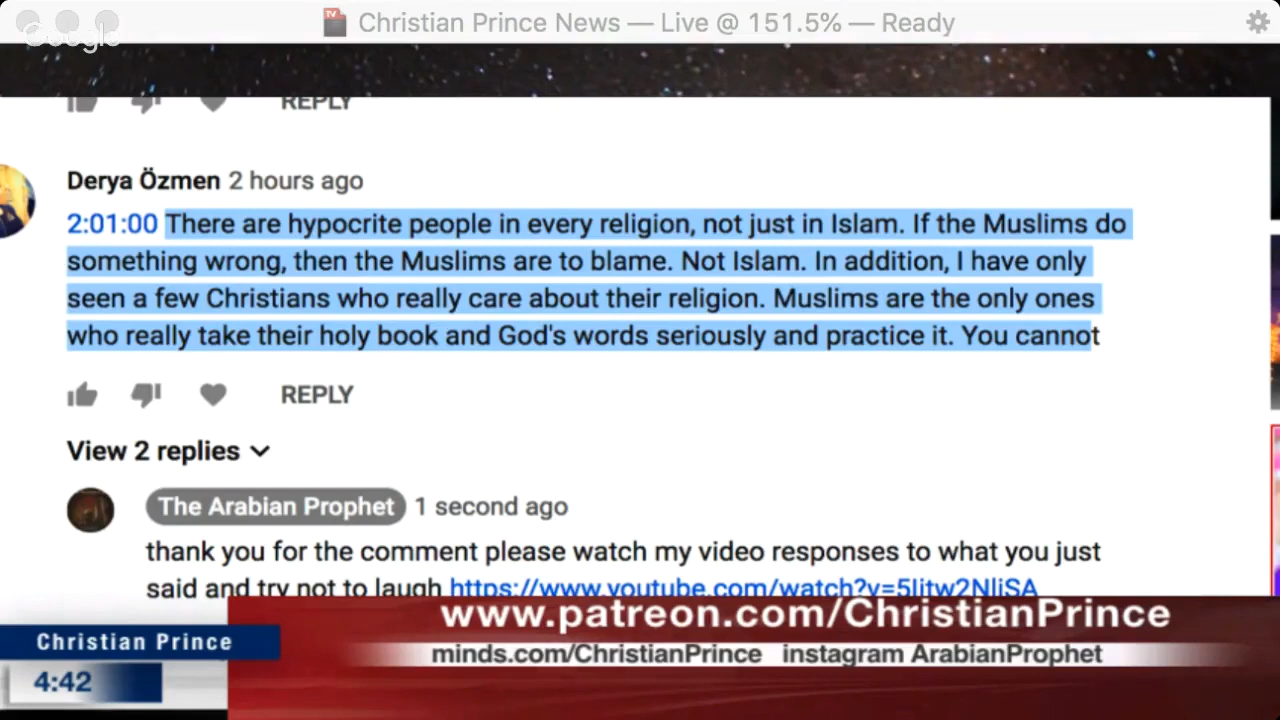 Christian Prince News — Live @ 151.5% — Ready
Google
REPLY
Derya Özmen 2 hours ago
2:01:00 There are hypocrite people in every religion, not just in Islam. If the Muslims do
something wrong, then the Muslims are to blame. Not Islam. In addition, I have only
seen a few Christians who really care about their religion. Muslims are the only ones
who really take their holy book and God's words seriously and practice it. You cannot
REPLY
View 2 replies
The Arabian Prophet 1 second ago
thank you for the comment please watch my video responses to what you just
said and try not to laugh
www.patreon.com/ChristianPrince
Christian Prince
minds.com/ChristianPrince instagram ArabianProphet
4:42